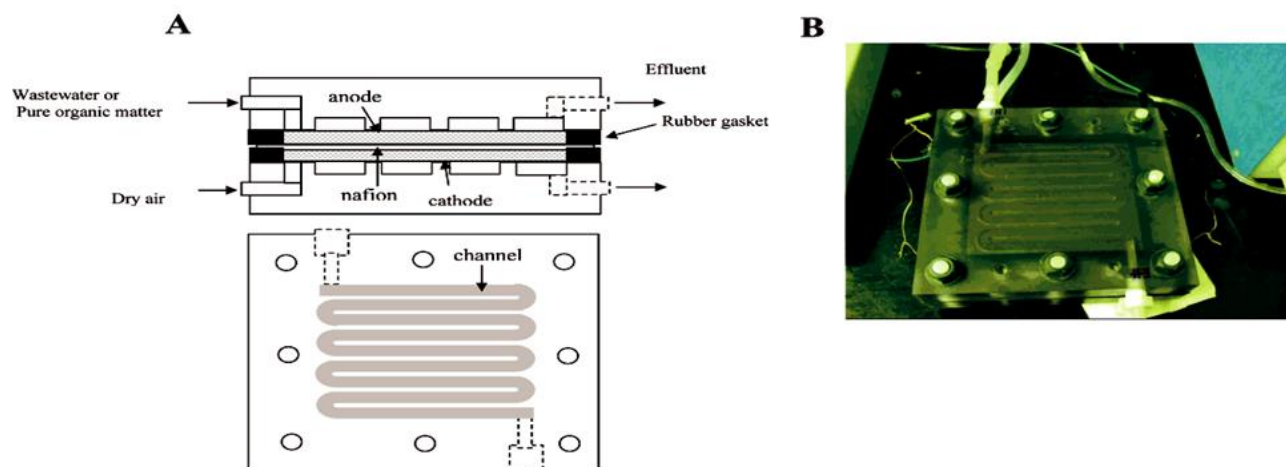 A
Wastewater or
Pure organic matter
anode
Effluent
Rubber gasket
Dry air
nafion
cathode
channel
B